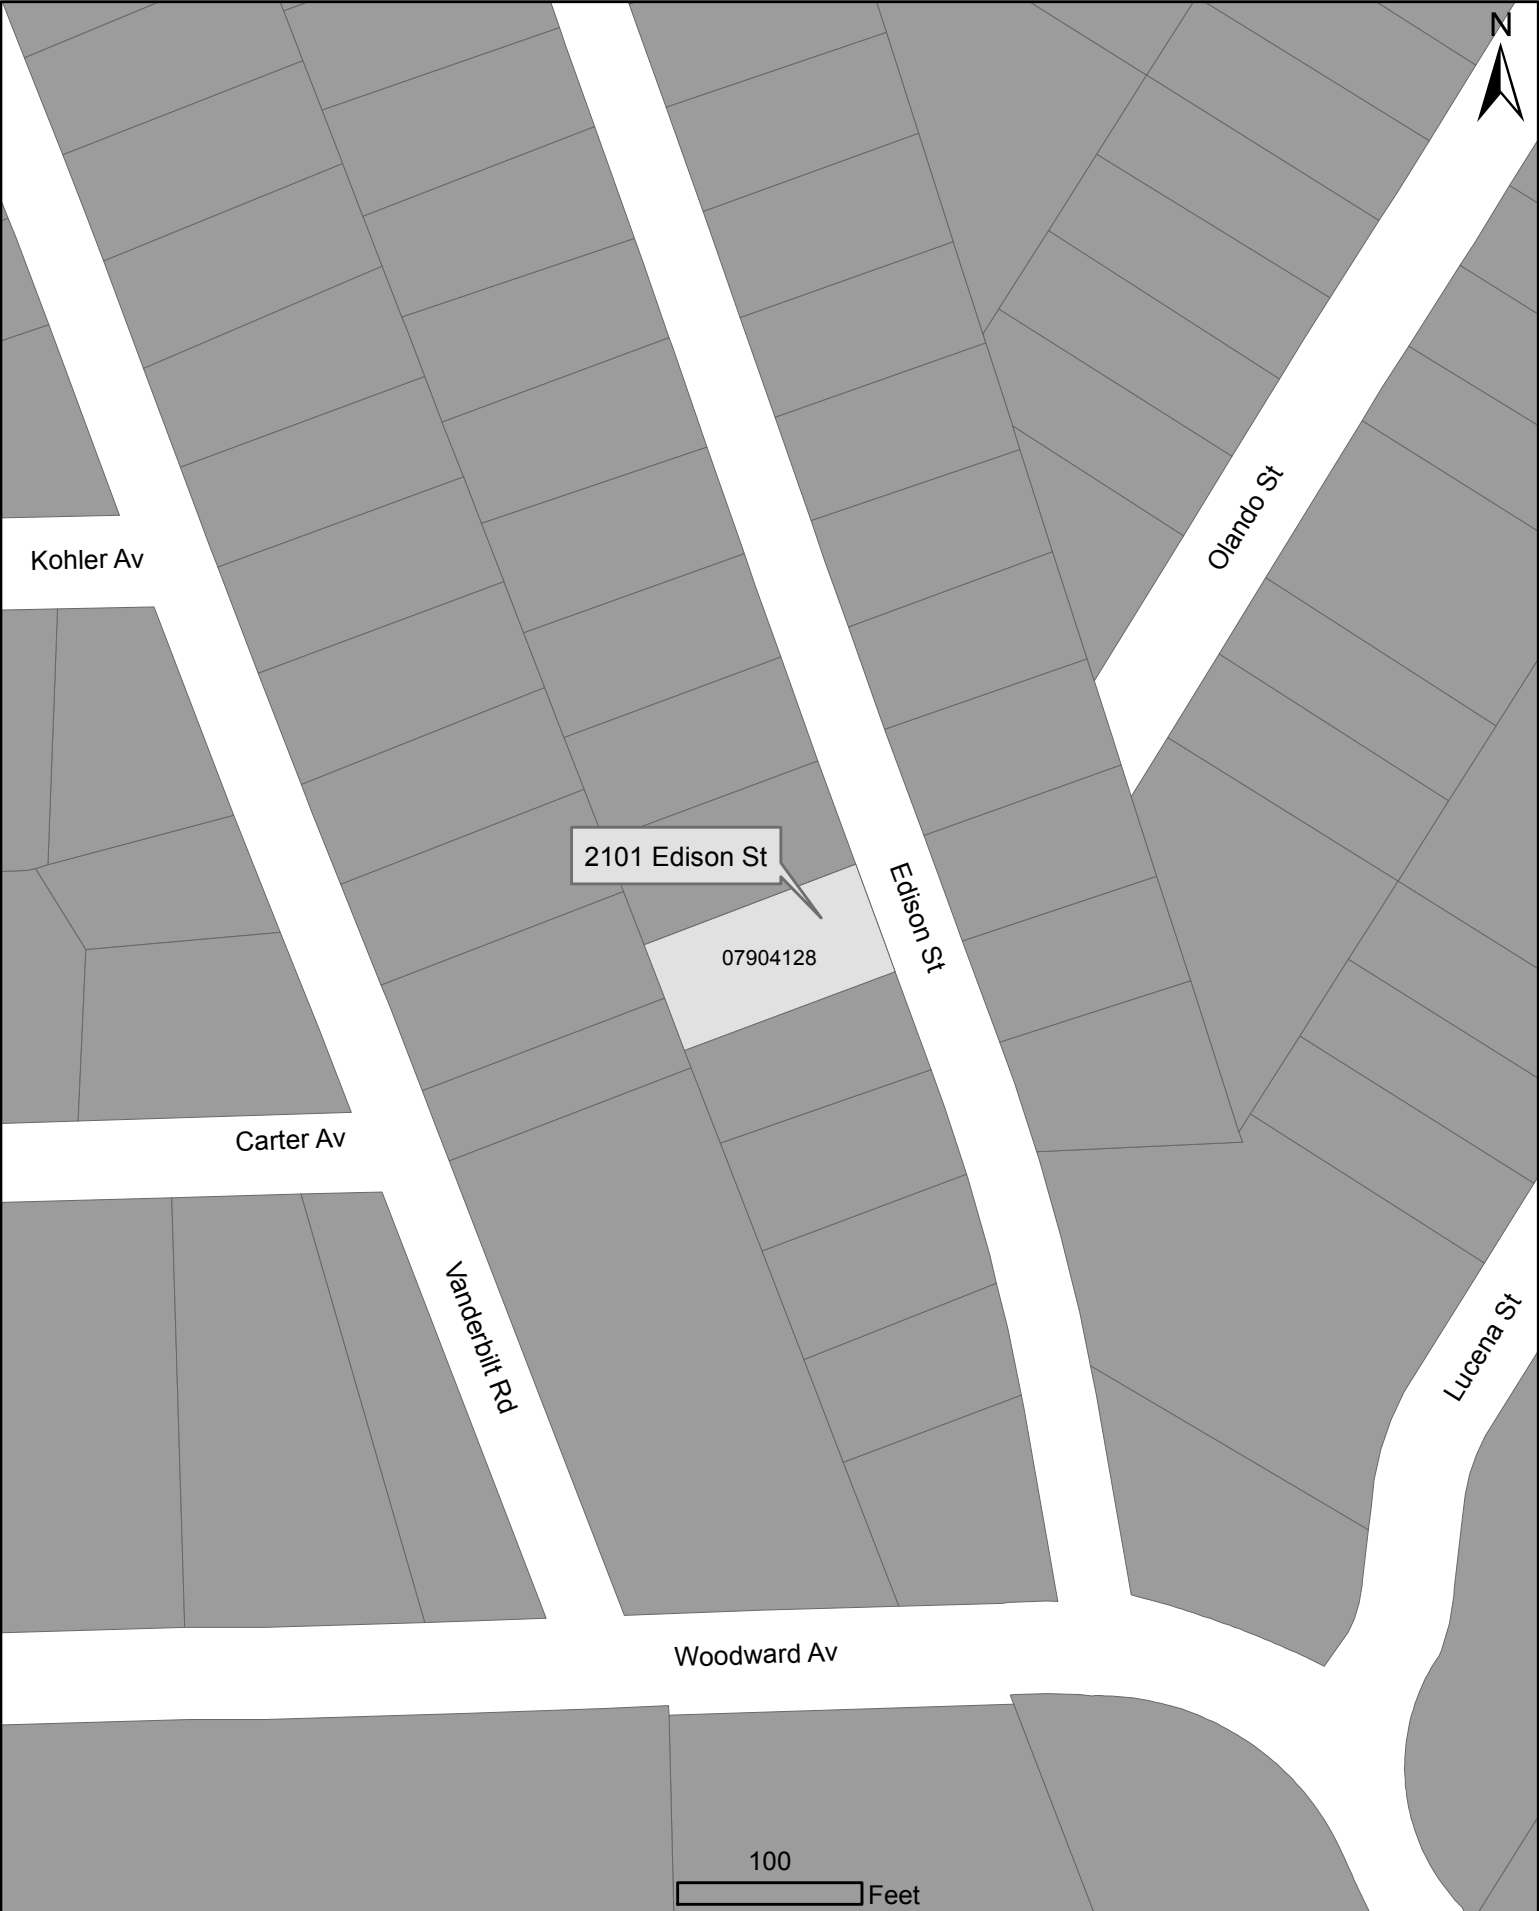 N
Olando St
Kohler Av
2101 Edison St
Edison St
07904128
Carter Av
Vanderbilt Rd
Lucena St
Woodward Av
100
Feet